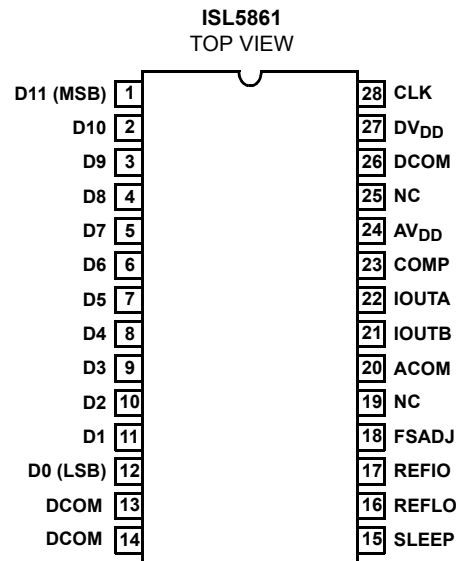 ISL5861
TOP VIEW
D11 (MSB) 1 28 CLK
D10 2 27 DVDD
D9 3 26 DCOM
D8 4 25 NC
D7 5 24 AVDD
D6 6 23 COMP
D5 7 22 IOUTA
D4 8 21 IOUTB
D3 9 20 ACOM
D2 10 19 NC
D1 11 18 FSADJ
D0 (LSB) 12 17 REFIO
DCOM 13 16 REFLO
DCOM 14 15 SLEEP